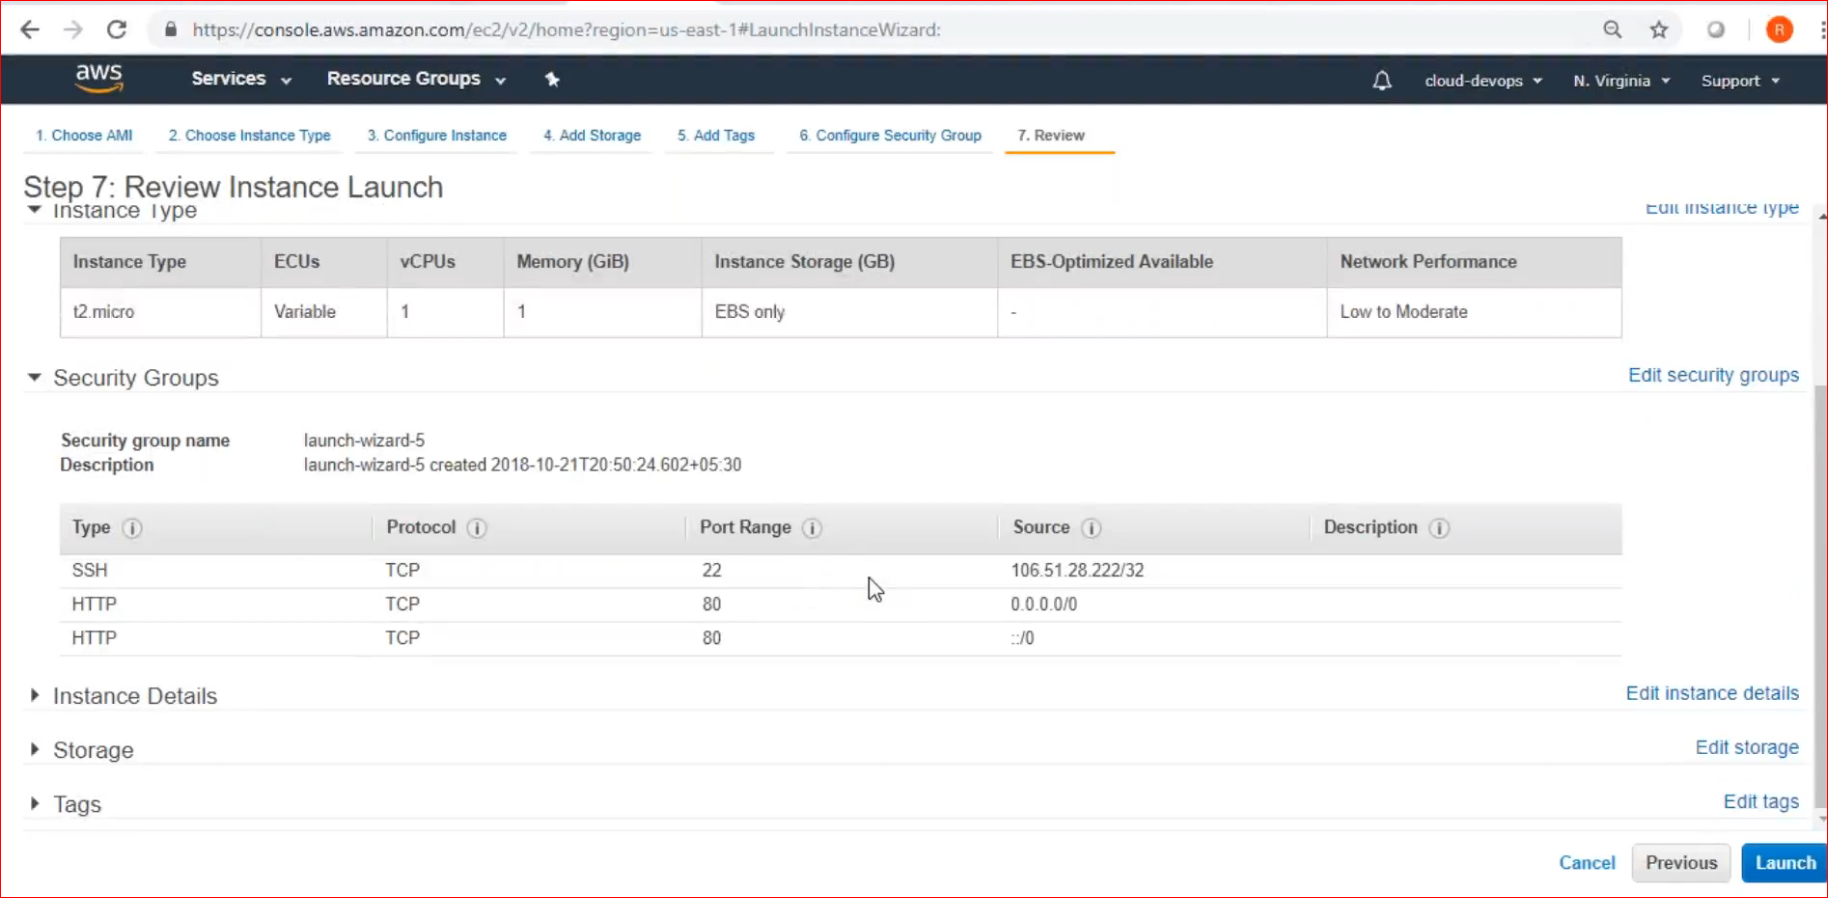 https://console.aws.amazon.com/ec2/v2/home?region=us-east-1#LaunchInstanceWizard:
R
aws Services Resource Groups cloud-devops N. Virginia Support
1. Choose AMI 2. Choose Instance Type 3. Configure Instance 4. Add Storage 5. Add Tags 6. Configure Security Group 7. Review
Step 7: Review Instance Launch
Instance Type Edit instance type
Instance Type ECUs vCPUs Memory (GiB) Instance Storage (GB) EBS-Optimized Available Network Performance
t2.micro Variable 1 1 EBS only - Low to Moderate
Security Groups Edit security groups
Security group name launch-wizard-5
Description launch-wizard-5 created 2018-10-21T20:50:24.602+05:30
Type i Protocol i Port Range i Source i Description i
SSH TCP 22 106.51.28.222/32
HTTP TCP 80 0.0.0.0/0
HTTP TCP 80 ::/0
Instance Details Edit instance details
Storage Edit storage
Tags Edit tags
Cancel Previous Launch